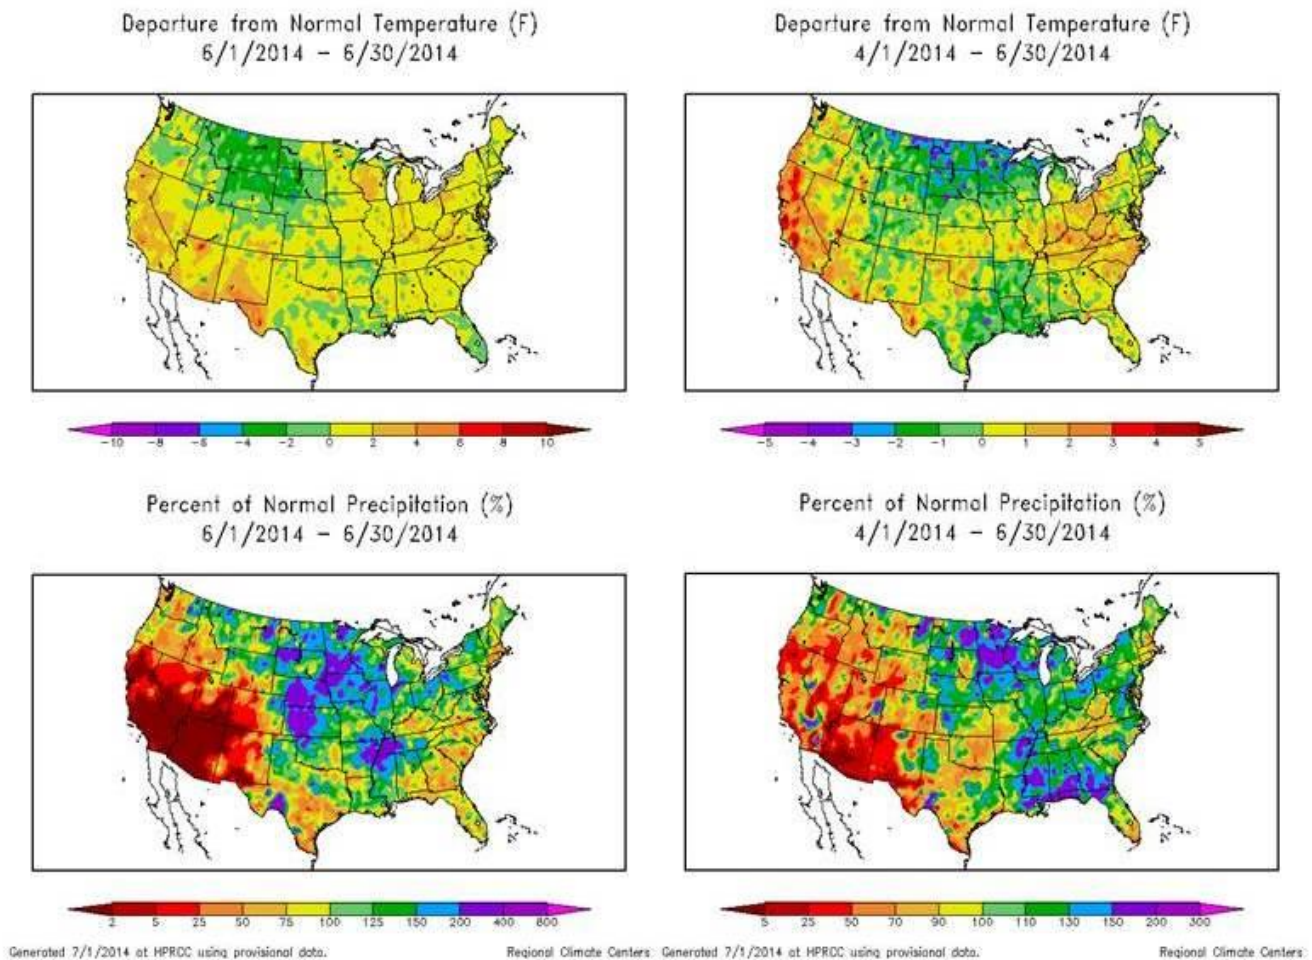 Departure from Normal Temperature (F)
6/1/2014 – 6/30/2014
-10 -8 -6 -4 -2 0 2 4 6 8 10
Departure from Normal Temperature (F)
4/1/2014 – 6/30/2014
-5 -4 -3 -2 -1 0 1 2 3 4 5
Percent of Normal Precipitation (%)
6/1/2014 – 6/30/2014
2 5 25 50 75 100 125 150 200 400 800
Generated 7/1/2014 at HPRCC using provisional data.
Regional Climate Centers
Percent of Normal Precipitation (%)
4/1/2014 – 6/30/2014
5 25 50 70 90 100 110 130 150 200 300
Generated 7/1/2014 at HPRCC using provisional data.
Regional Climate Centers